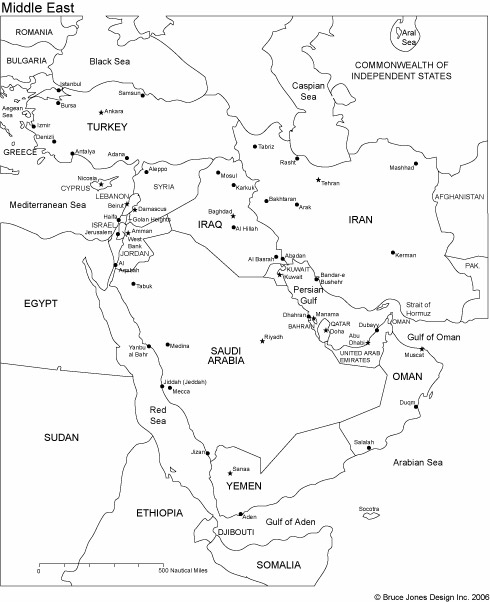 Middle East
ROMANIA
BULGARIA
Black Sea
Aral
Sea
COMMONWEALTH OF
INDEPENDENT STATES
Caspian
Sea
Istanbul
Bursa
Samsun
Ankara
Aegean
Sea
TURKEY
Izmir
Denizli
GREECE
Antalya
Adana
Tabriz
Rasht
Mashhad
Tehran
Aleppo
Mosul
Karkuk
Nicosia
CYPRUS
SYRIA
Mediterranean Sea
LEBANON
Beirut
Damascus
Golan Heights
Haifa
ISRAEL
Jerusalem
Amman
West
Bank
JORDAN
Al
Aqabah
Baghdad
IRAQ
Al Hillah
Bakhtaran
Arak
IRAN
AFGHANISTAN
Kerman
PAK.
Al Basrah
Abadan
KUWAIT
Kuwait
Bandar-e
Bushehr
Persian
Gulf
Tabuk
EGYPT
Dhahran
Manama
BAHRAIN
QATAR
Doha
Dubayy
Abu
Dhabi
UNITED ARAB
EMIRATES
Strait of
Hormuz
OMAN
Gulf of Oman
Muscat
Yanbu
al Bahr
Medina
Riyadh
SAUDI
ARABIA
OMAN
Jiddah (Jeddah)
Mecca
Red
Sea
Duqm
SUDAN
Jizan
Salalah
Arabian Sea
Sanaa
YEMEN
ETHIOPIA
Aden
Gulf of Aden
Socotra
DJIBOUTI
SOMALIA
0
500 Nautical Miles
© Bruce Jones Design Inc. 2006